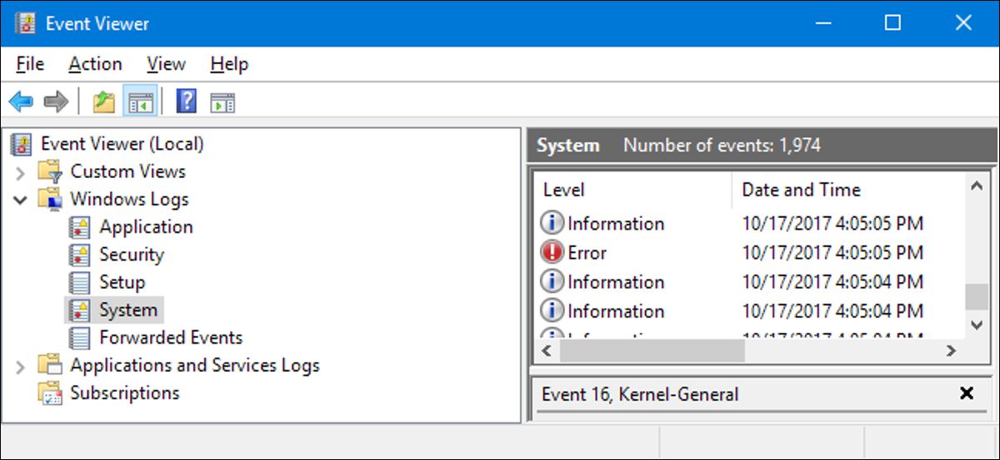 Event Viewer
File Action View Help
Event Viewer (Local)
Custom Views
Windows Logs
Application
Security
Setup
System
Forwarded Events
Applications and Services Logs
Subscriptions
System Number of events: 1,974
Level Date and Time
Information 10/17/2017 4:05:05 PM
Error 10/17/2017 4:05:05 PM
Information 10/17/2017 4:05:04 PM
Information 10/17/2017 4:05:04 PM
Event 16, Kernel-General